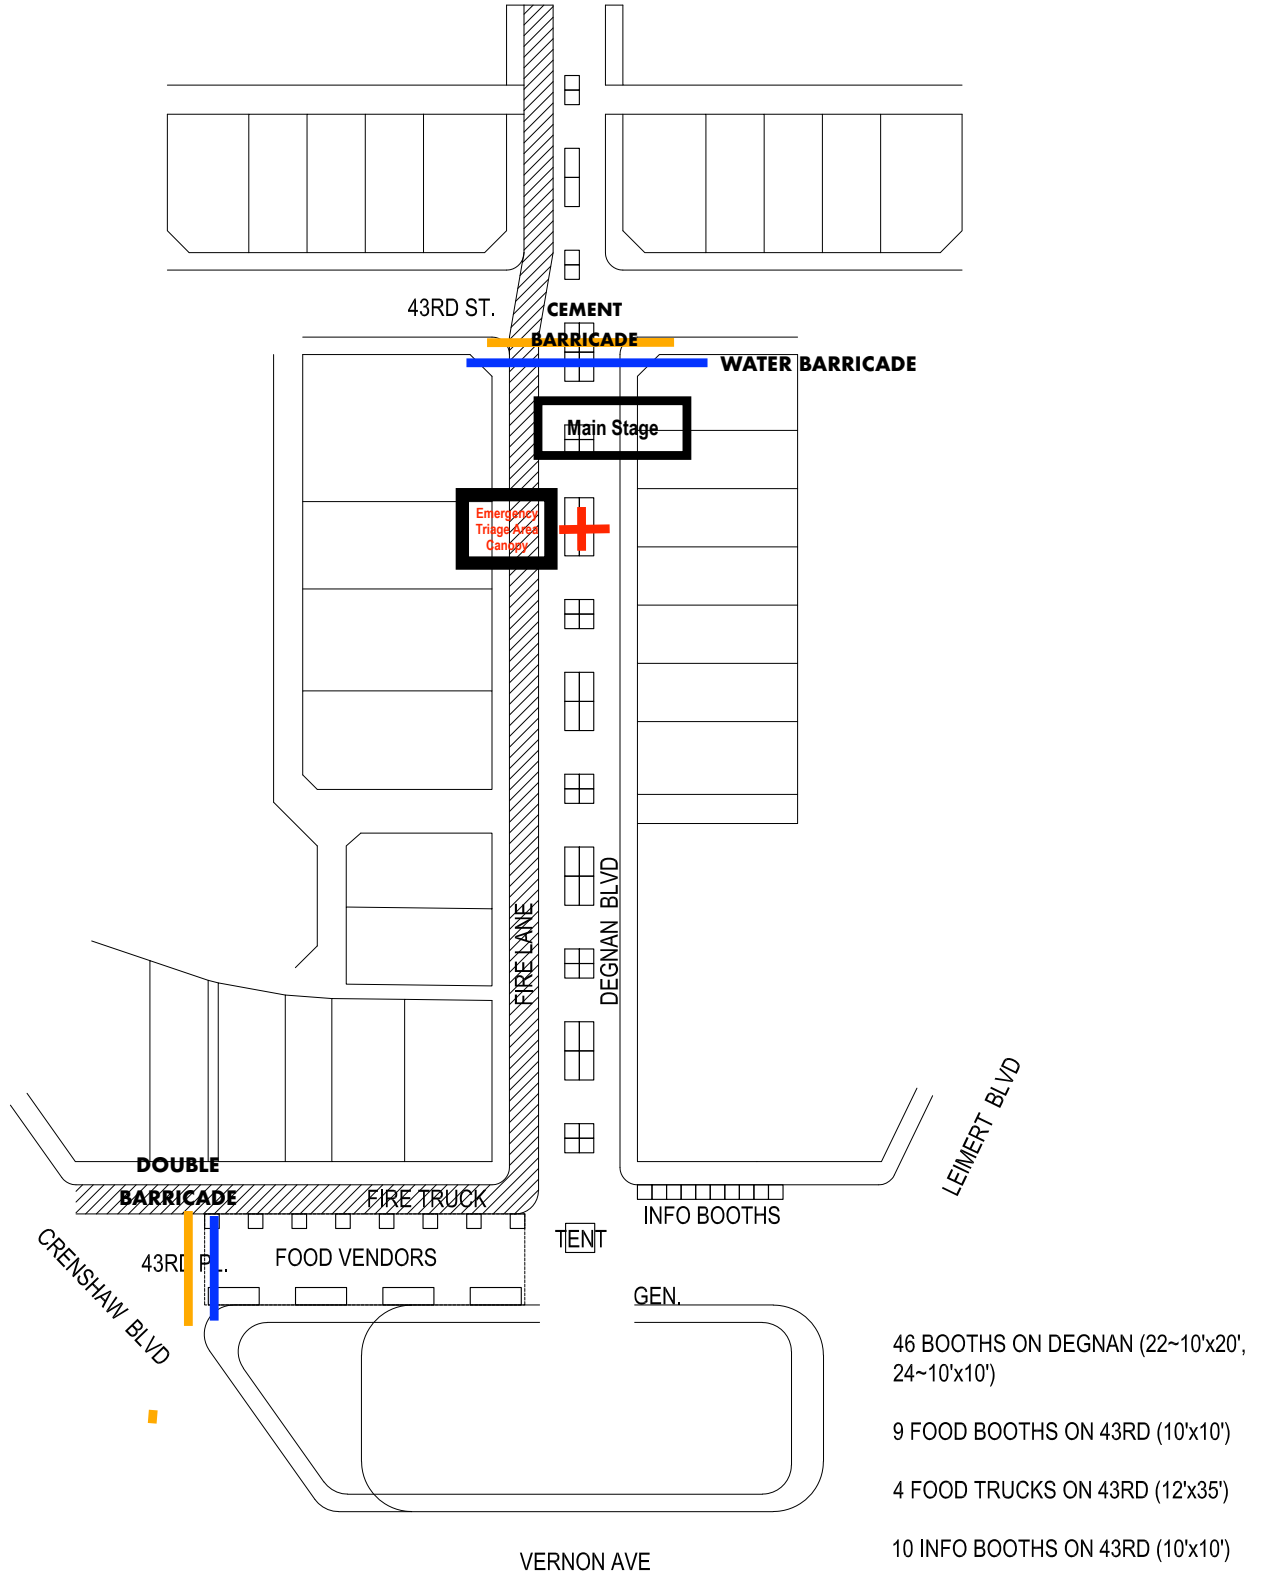 43RD ST.
CEMENT
BARRICADE
WATER BARRICADE
Main Stage
Emergency
Triage Area
Canopy
FIRE LANE
DEGNAN BLVD
LEIMERT BLVD
DOUBLE
BARRICADE
FIRE TRUCK
INFO BOOTHS
TENT
43RD PL.
FOOD VENDORS
CRENSHAW BLVD
GEN.
46 BOOTHS ON DEGNAN (22~10'x20',
24~10'x10')
9 FOOD BOOTHS ON 43RD (10'x10')
4 FOOD TRUCKS ON 43RD (12'x35')
10 INFO BOOTHS ON 43RD (10'x10')
VERNON AVE